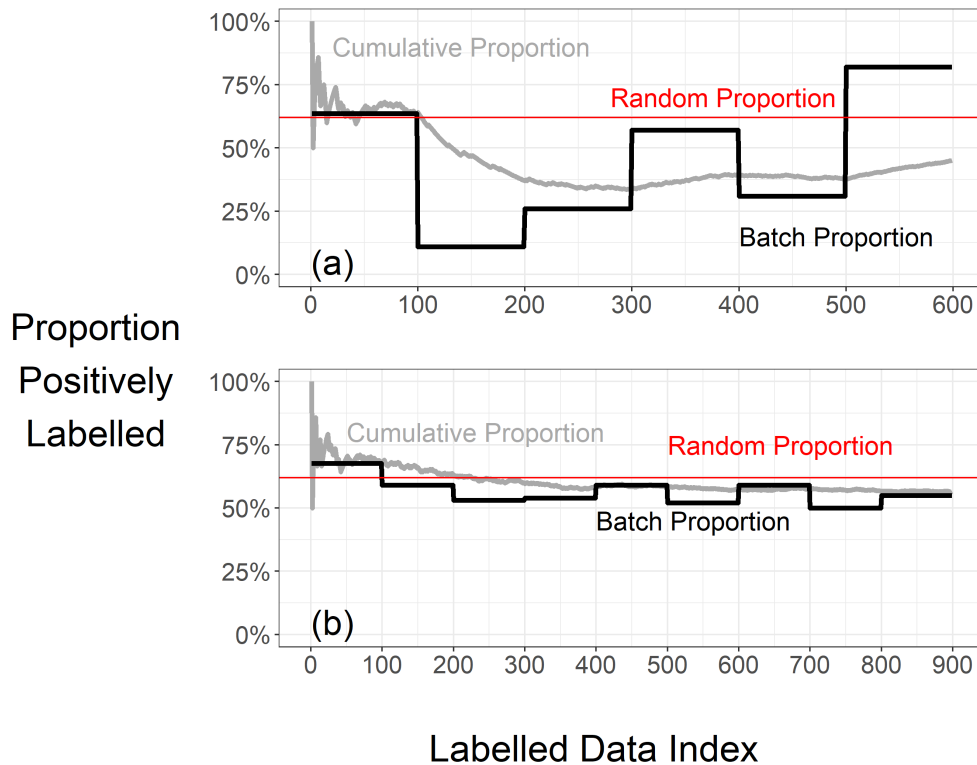 100%
Cumulative Proportion
75%
Random Proportion
50%
25%
Batch Proportion
0%
(a)
0 100 200 300 400 500 600
Proportion
Positively
Labelled
100%
75%
Cumulative Proportion
Random Proportion
50%
Batch Proportion
25%
0%
(b)
0 100 200 300 400 500 600 700 800 900
Labelled Data Index